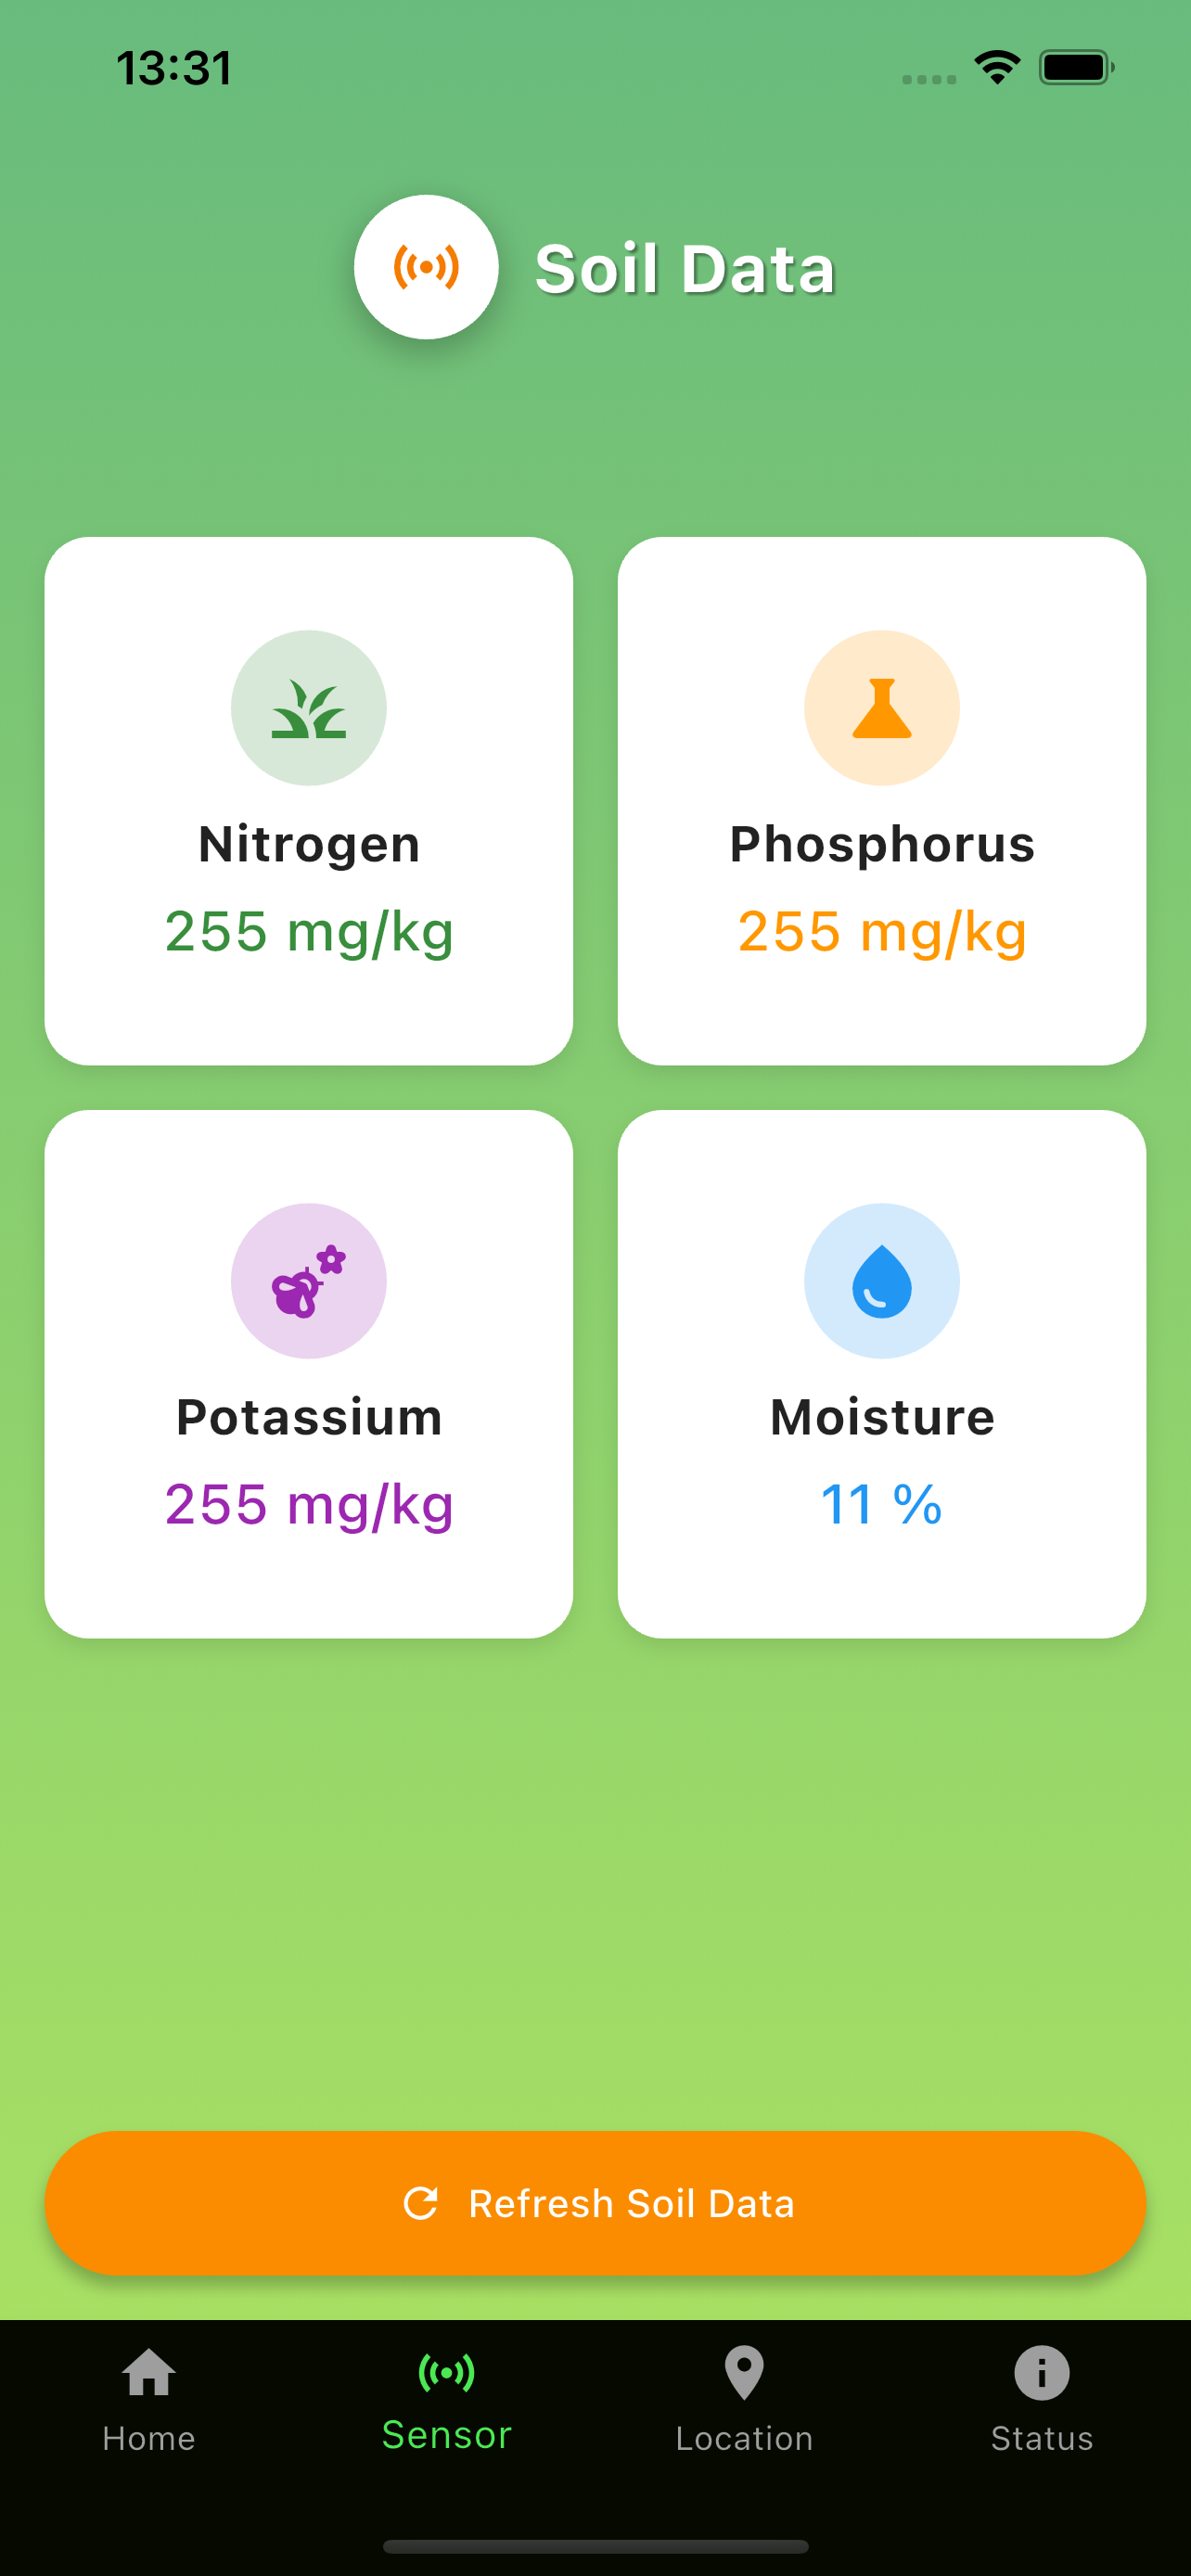 13:31
Soil Data
Nitrogen
255 mg/kg
Phosphorus
255 mg/kg
Potassium
255 mg/kg
Moisture
11 %
Refresh Soil Data
Home
Sensor
Location
Status